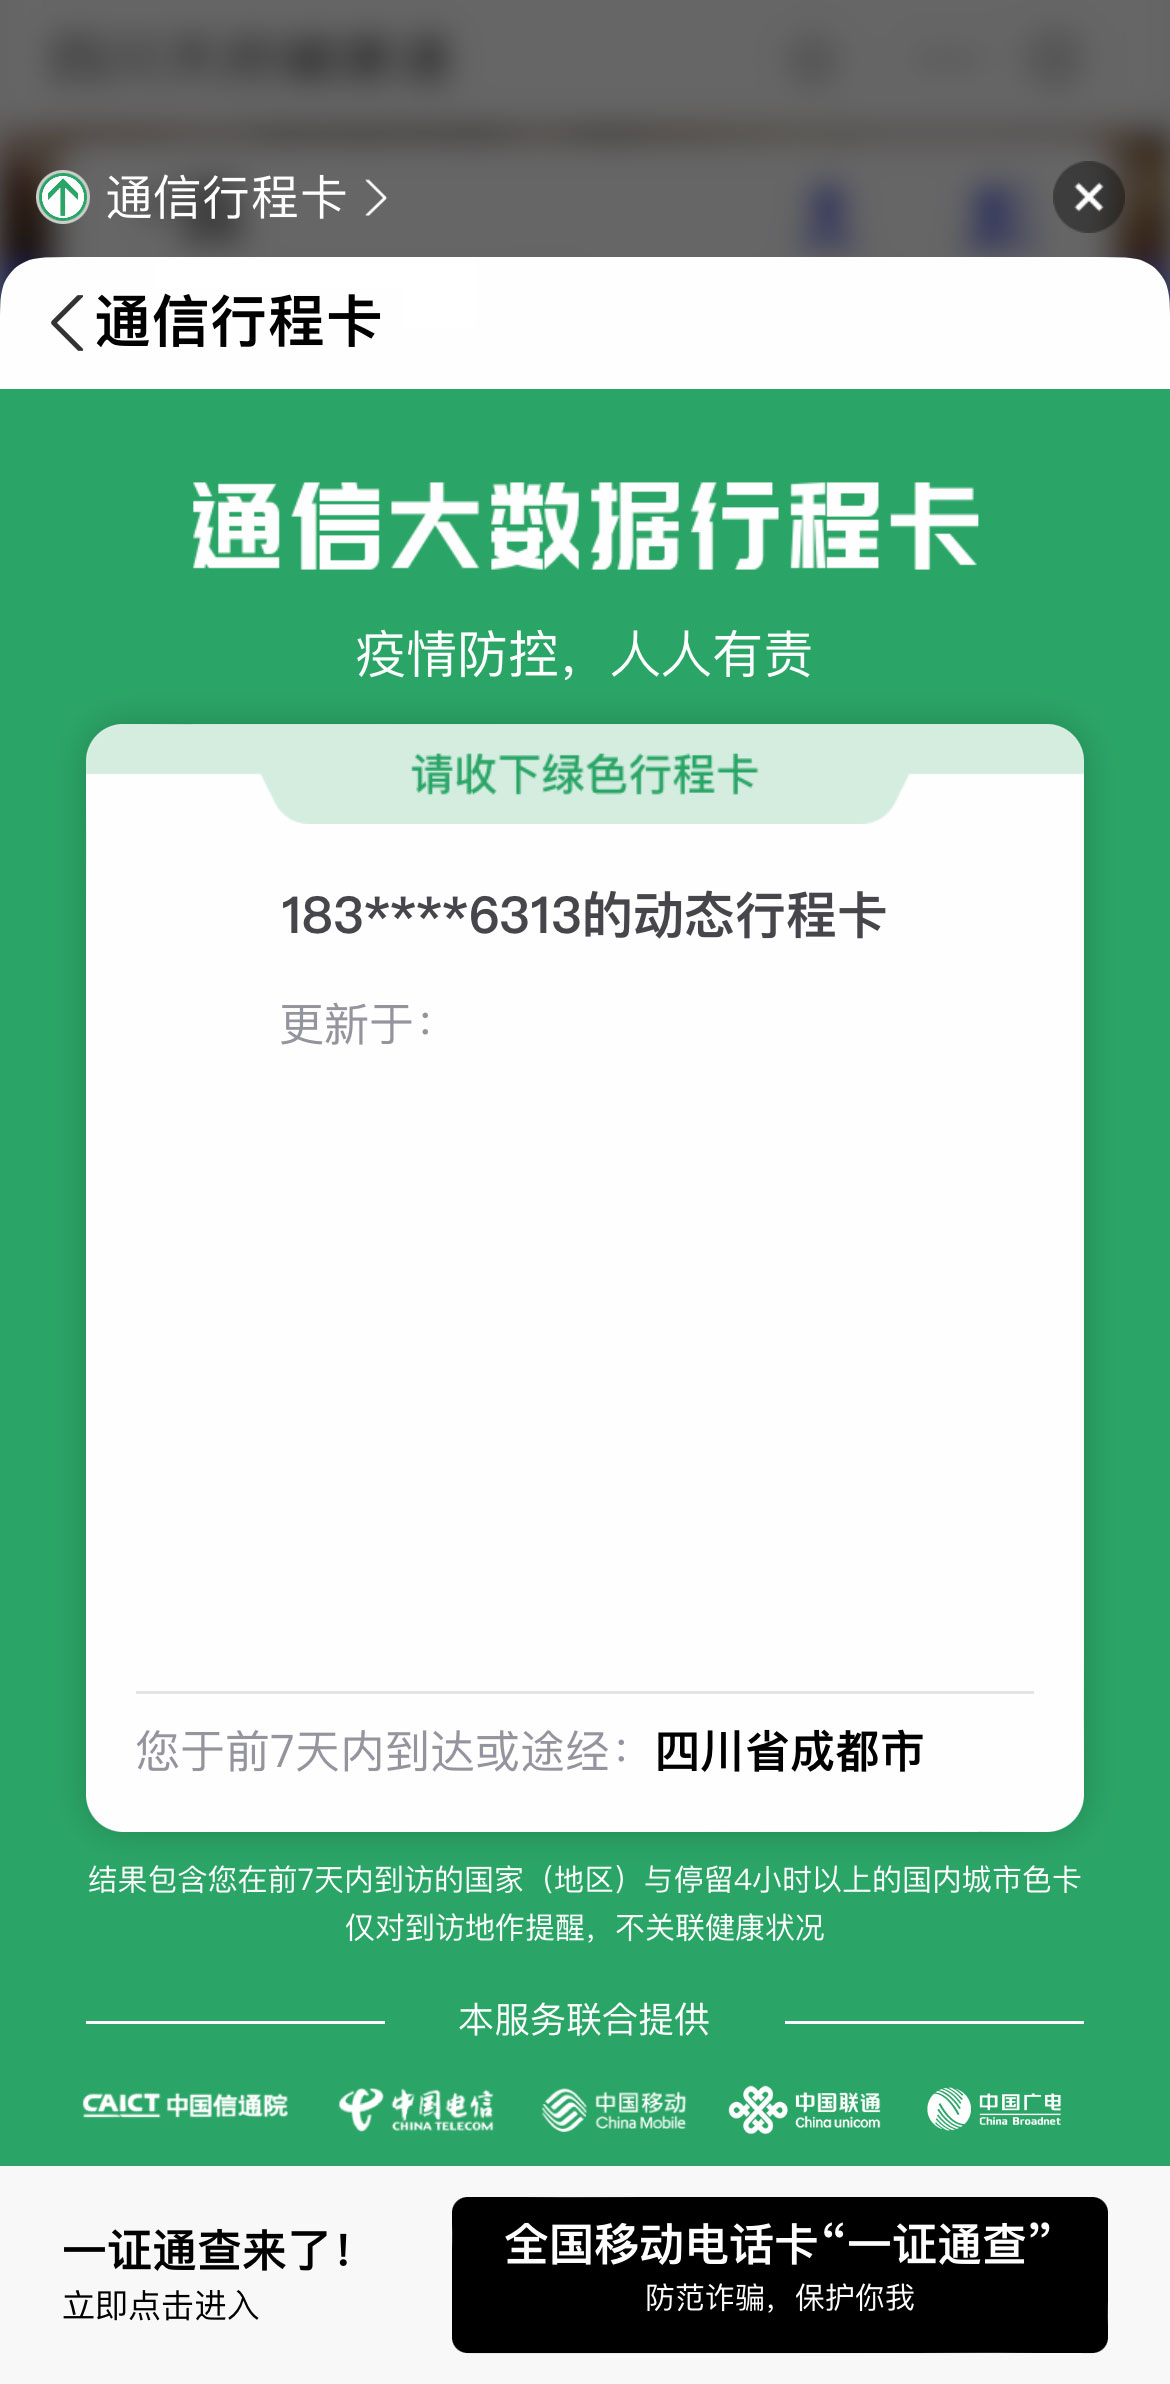 通信行程卡
通信行程卡
通信大数据行程卡
疫情防控，人人有责
请收下绿色行程卡
183****6313的动态行程卡
更新于：
您于前7天内到达或途经：四川省成都市
结果包含您在前7天内到访的国家（地区）与停留4小时以上的国内城市色卡
仅对到访地作提醒，不关联健康状况
本服务联合提供
CAICT 中国信通院
中国电信
CHINA TELECOM
中国移动
China Mobile
中国联通
China unicom
中国广电
China Broadnet
一证通查来了！
立即点击进入
全国移动电话卡“一证通查”
防范诈骗，保护你我